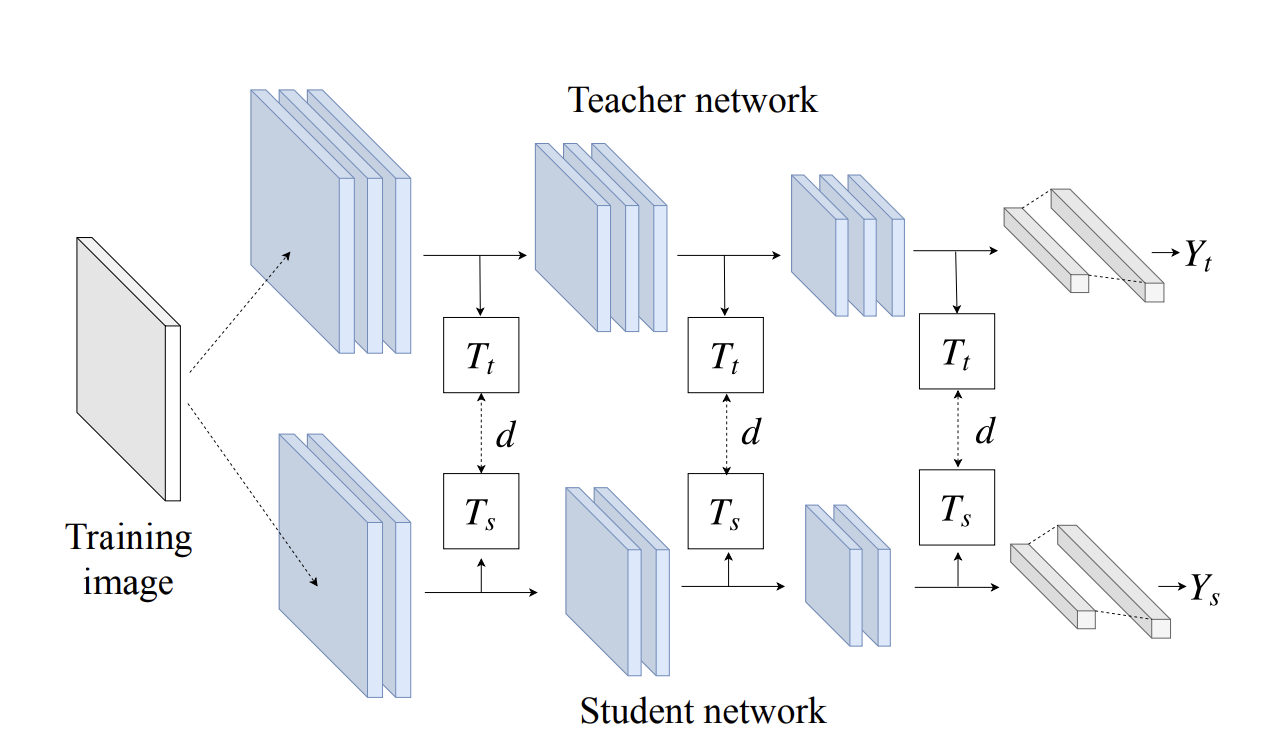 Teacher network
Y_t
T_t T_t T_t
d d d
T_s T_s T_s
Training
image
Y_s
Student network